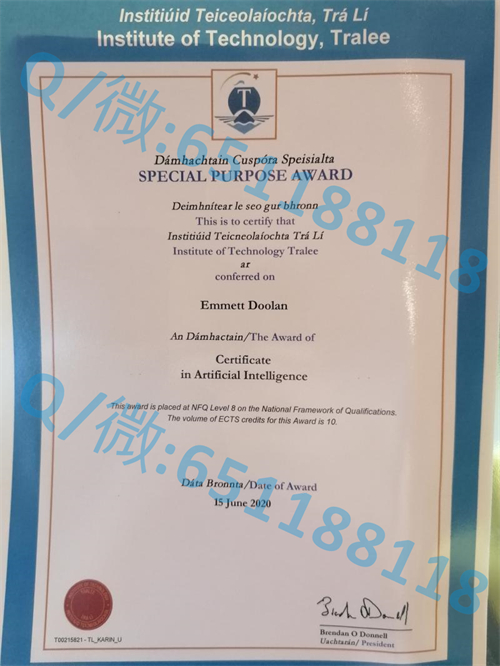 Institiúid Teiceolaíochta, Trá Lí
Institute of Technology, Tralee
T
Dámhachtain Cuspóra Speisialta
SPECIAL PURPOSE AWARD
Deimhnítear le seo gur bhronn
This is to certify that
Institiúid Teicneolaíochta Trá Lí
Institute of Technology Tralee
ar
conferred on
Emmett Doolan
An Dámhactain/The Award of
Certificate
in Artificial Intelligence
This award is placed at NFQ Level 8 on the National Framework of Qualifications.
The volume of ECTS credits for this Award is 10.
Dáta Bronnta/Date of Award
15 June 2020
T00215821 - TL_KARIN_U
Brendan O Donnell
Uachtarán/ President
Q/微:651188118
Q/微:651188118